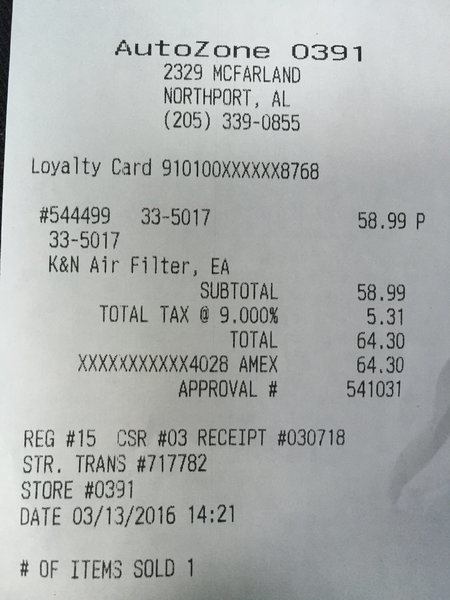 AutoZone 0391
2329 MCFARLAND
NORTHPORT, AL
(205) 339-0855
Loyalty Card 910100XXXXXX8768
#544499 33-5017 58.99 P
33-5017
K&N Air Filter, EA
SUBTOTAL 58.99
TOTAL TAX @ 9.000% 5.31
TOTAL 64.30
XXXXXXXXXXX4028 AMEX 64.30
APPROVAL # 541031
REG #15 CSR #03 RECEIPT #030718
STR. TRANS #717782
STORE #0391
DATE 03/13/2016 14:21
# OF ITEMS SOLD 1